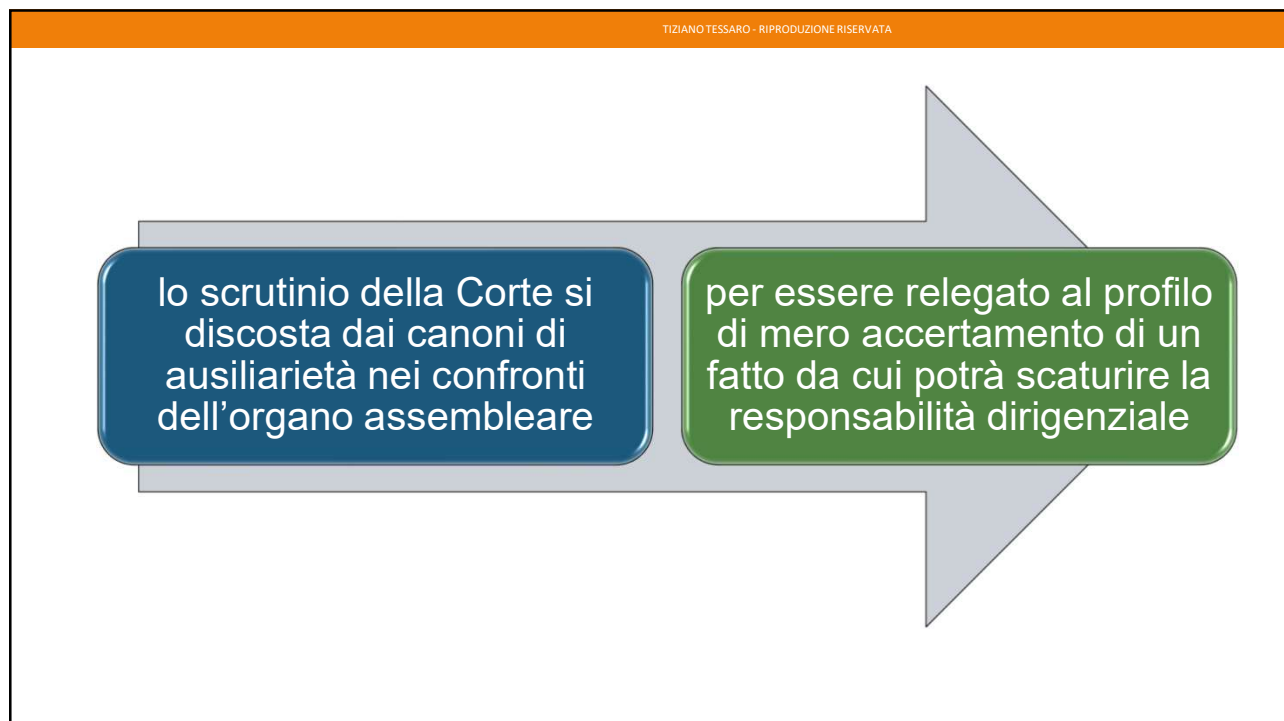 TIZIANO TESSARO - RIPRODUZIONE RISERVATA
lo scrutinio della Corte si
discosta dai canoni di
ausiliarietà nei confronti
dell’organo assembleare
per essere relegato al profilo
di mero accertamento di un
fatto da cui potrà scaturire la
responsabilità dirigenziale